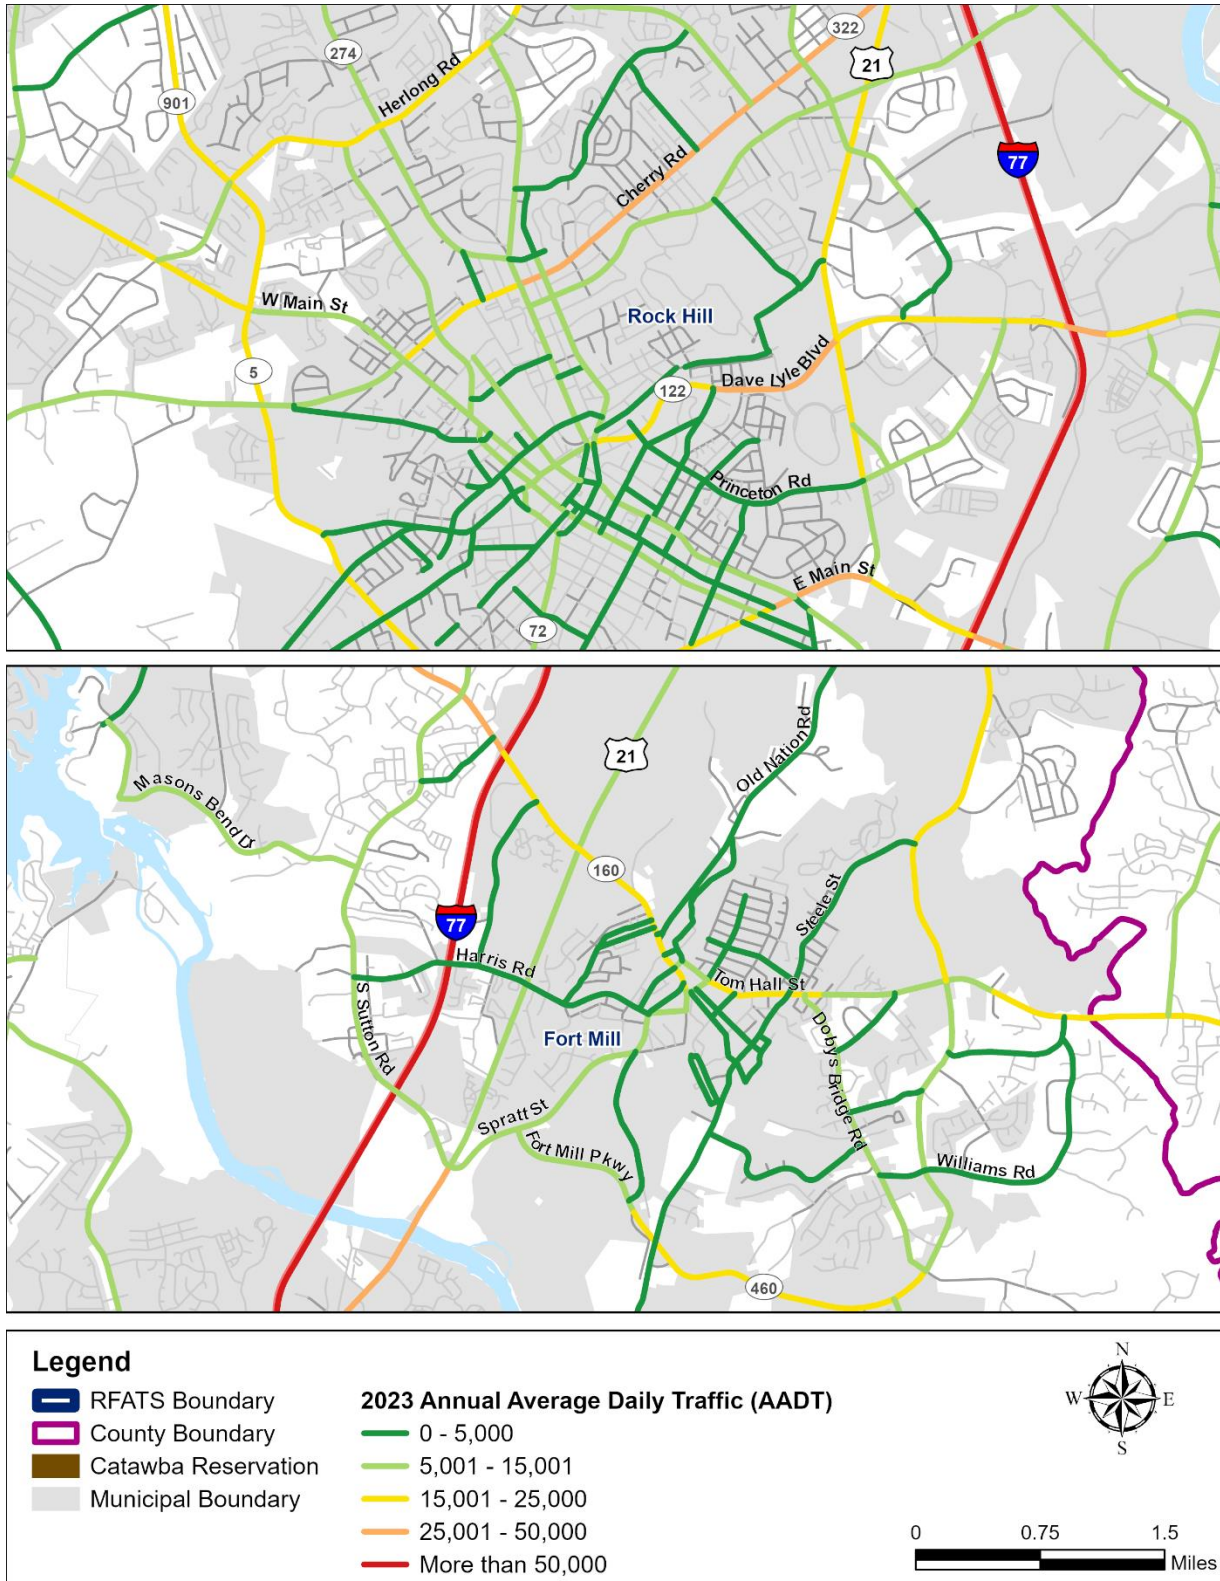 322
274
21
Herlong Rd
901
77
Cherry Rd
W Main St
Rock Hill
5
Dave Lyle Blvd
122
Princeton Rd
E Main St
72
Old Nation Rd
21
Masons Bend Dr
160
Steele St
77
Harris Rd
Tom Hall St
S Sutton Rd
Fort Mill
Dobys Bridge Rd
Spratt St
Fort Mill Pkwy
Williams Rd
460
Legend
RFATS Boundary
County Boundary
Catawba Reservation
Municipal Boundary
2023 Annual Average Daily Traffic (AADT)
0 - 5,000
5,001 - 15,001
15,001 - 25,000
25,001 - 50,000
More than 50,000
N
W E
S
0 0.75 1.5
Miles